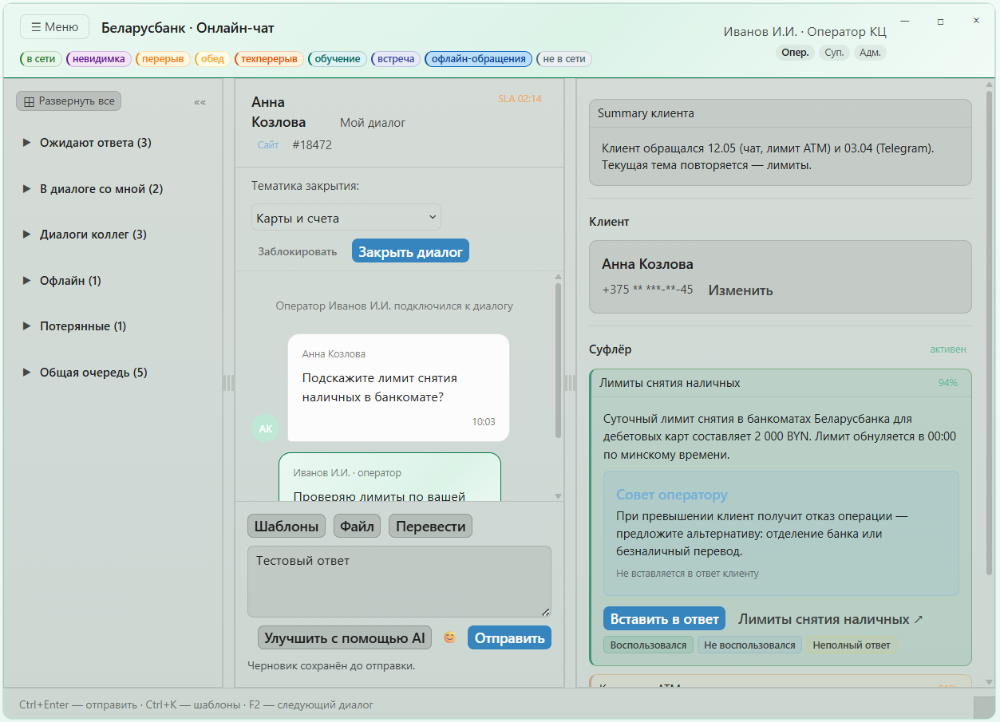 ☰ Меню
Беларусбанк · Онлайн-чат
Иванов И.И. · Оператор КЦ
Опер. Суп. Адм.
в сети невидимка перерыв обед техперерыв обучение встреча офлайн-обращения не в сети
Развернуть все
««
▶ Ожидают ответа (3)
▶ В диалоге со мной (2)
▶ Диалоги коллег (3)
▶ Офлайн (1)
▶ Потерянные (1)
▶ Общая очередь (5)
Анна
Козлова
Мой диалог
SLA 02:14
Сайт #18472
Тематика закрытия:
Карты и счета
Заблокировать Закрыть диалог
Оператор Иванов И.И. подключился к диалогу
Анна Козлова
Подскажите лимит снятия
наличных в банкомате?
10:03
АК
Иванов И.И. · оператор
Проверяю лимиты по вашей
Шаблоны Файл Перевести
Тестовый ответ
Улучшить с помощью AI 😊 Отправить
Черновик сохранён до отправки.
Summary клиента
Клиент обращался 12.05 (чат, лимит ATM) и 03.04 (Telegram).
Текущая тема повторяется — лимиты.
Клиент
Анна Козлова
+375 ** ***-**-45 Изменить
Суфлёр активен
Лимиты снятия наличных 94%
Суточный лимит снятия в банкоматах Беларусбанка для
дебетовых карт составляет 2 000 BYN. Лимит обнуляется в 00:00
по минскому времени.
Совет оператору
При превышении клиент получит отказ операции —
предложите альтернативу: отделение банка или
безналичный перевод.
Не вставляется в ответ клиенту
Вставить в ответ Лимиты снятия наличных ↗
Воспользовался Не воспользовался Неполный ответ
Ctrl+Enter — отправить · Ctrl+K — шаблоны · F2 — следующий диалог